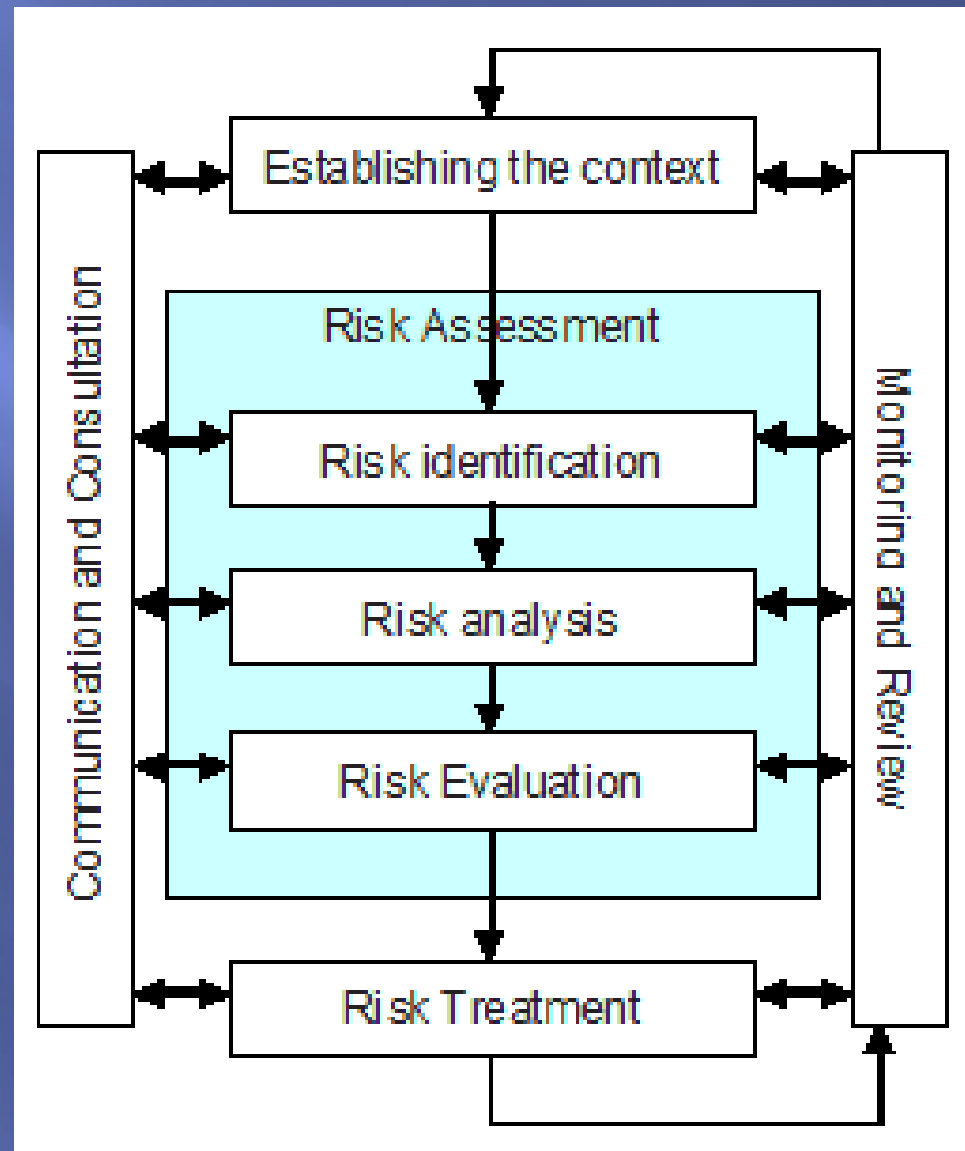 Establishing the context
Risk Assessment
Risk identification
Risk analysis
Risk Evaluation
Risk Treatment
Communication and Consultation
Monitoring and Review